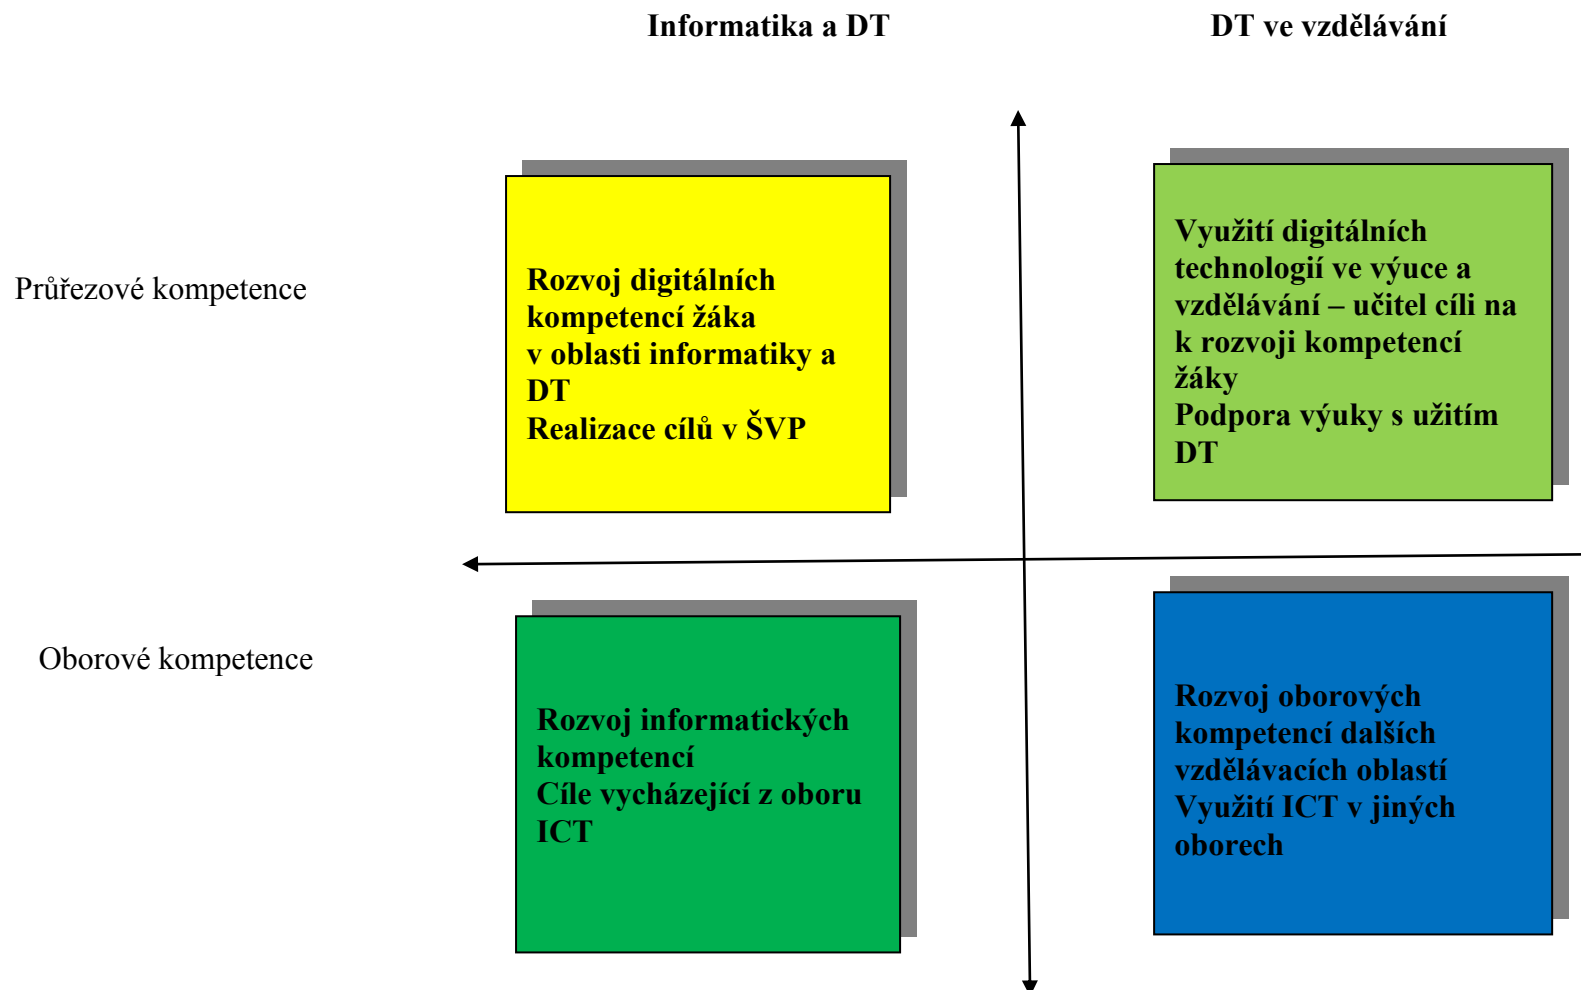 Informatika a DT
DT ve vzdělávání
Průřezové kompetence
Rozvoj digitálních
kompetencí žáka
v oblasti informatiky a
DT
Realizace cílů v ŠVP
Využití digitálních
technologií ve výuce a
vzdělávání – učitel cíli na
k rozvoji kompetencí
žáky
Podpora výuky s užitím
DT
Oborové kompetence
Rozvoj informatických
kompetencí
Cíle vycházející z oboru
ICT
Rozvoj oborových
kompetencí dalších
vzdělávacích oblastí
Využití ICT v jiných
oborech